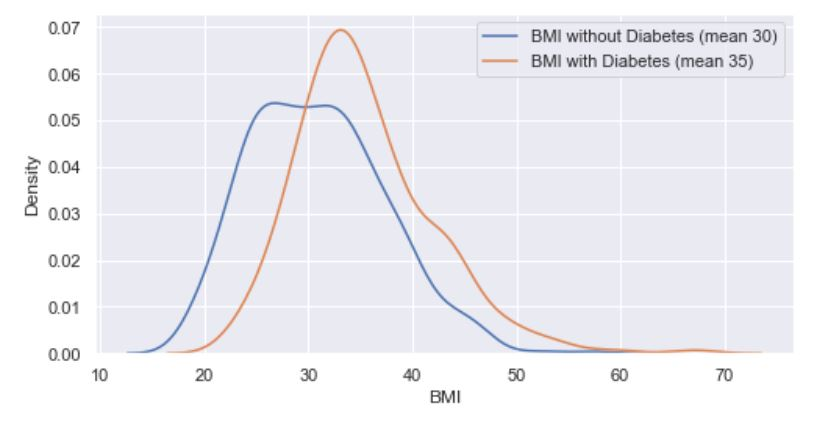 0.07
0.06
0.05
0.04
0.03
0.02
0.01
0.00
Density
BMI without Diabetes (mean 30)
BMI with Diabetes (mean 35)
10 20 30 40 50 60 70
BMI